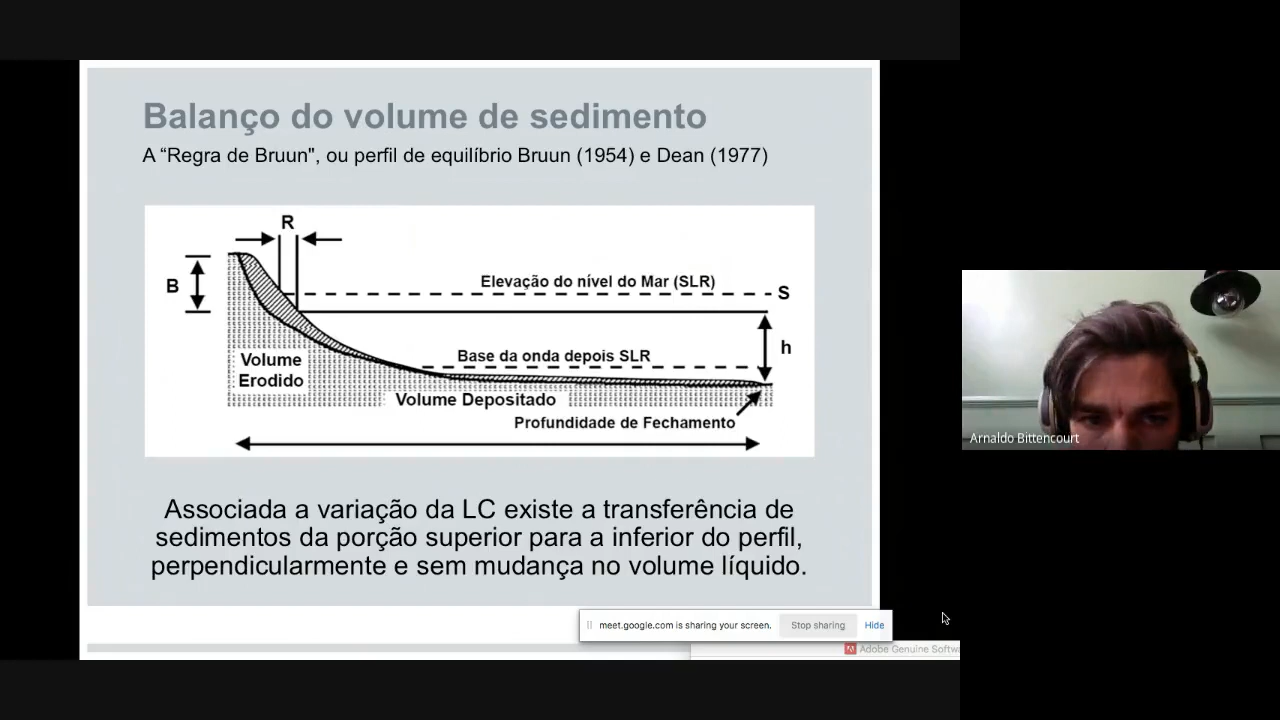 Balanço do volume de sedimento
A “Regra de Bruun", ou perfil de equilíbrio Bruun (1954) e Dean (1977)
R
Elevação do nível do Mar (SLR)
S
B
h
Base da onda depois SLR
Volume
Erodido
Volume Depositado
Profundidade de Fechamento
Associada a variação da LC existe a transferência de
sedimentos da porção superior para a inferior do perfil,
perpendicularmente e sem mudança no volume líquido.
Arnaldo Bittencourt
meet.google.com is sharing your screen.
Stop sharing
Hide
Adobe Genuine Softw